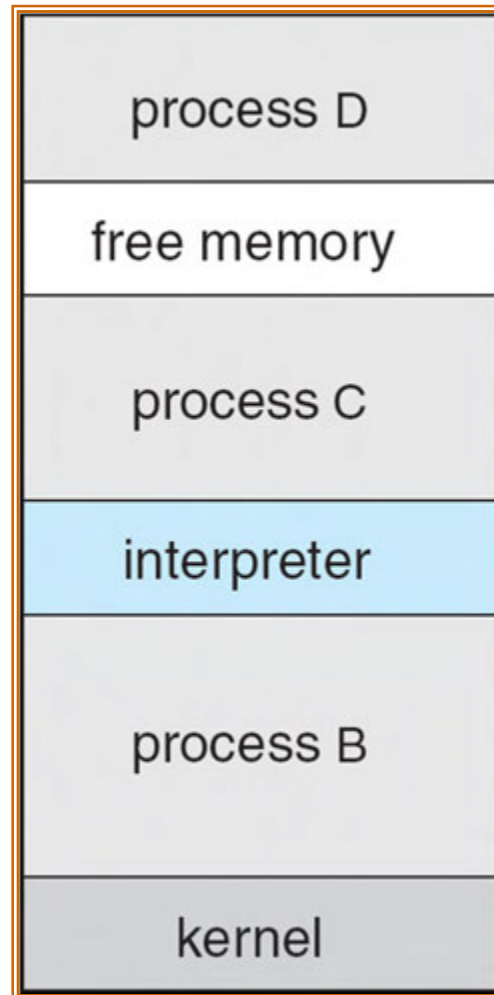 process D
free memory
process C
interpreter
process B
kernel